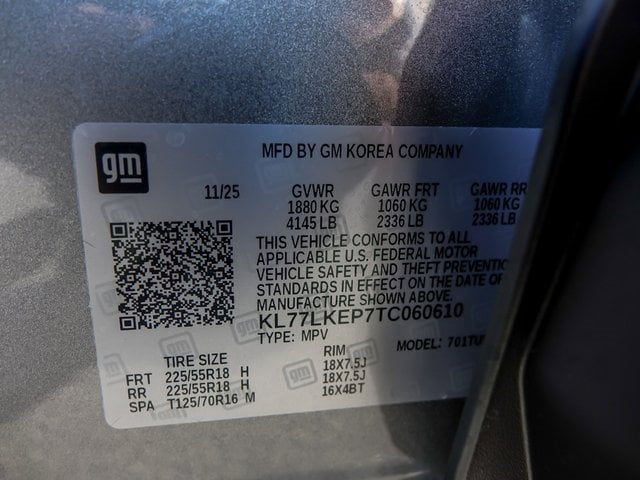 gm
MFD BY GM KOREA COMPANY
11/25 GVWR GAWR FRT GAWR RR
1880 KG 1060 KG 1060 KG
4145 LB 2336 LB 2336 LB
THIS VEHICLE CONFORMS TO ALL
APPLICABLE U.S. FEDERAL MOTOR
VEHICLE SAFETY AND THEFT PREVENTIO
STANDARDS IN EFFECT ON THE DATE OF
MANUFACTURE SHOWN ABOVE.
KL77LKEP7TC060610
TYPE: MPV MODEL: 701TU
TIRE SIZE RIM
FRT 225/55R18 H 18X7.5J
RR 225/55R18 H 18X7.5J
SPA T125/70R16 M 16X4BT